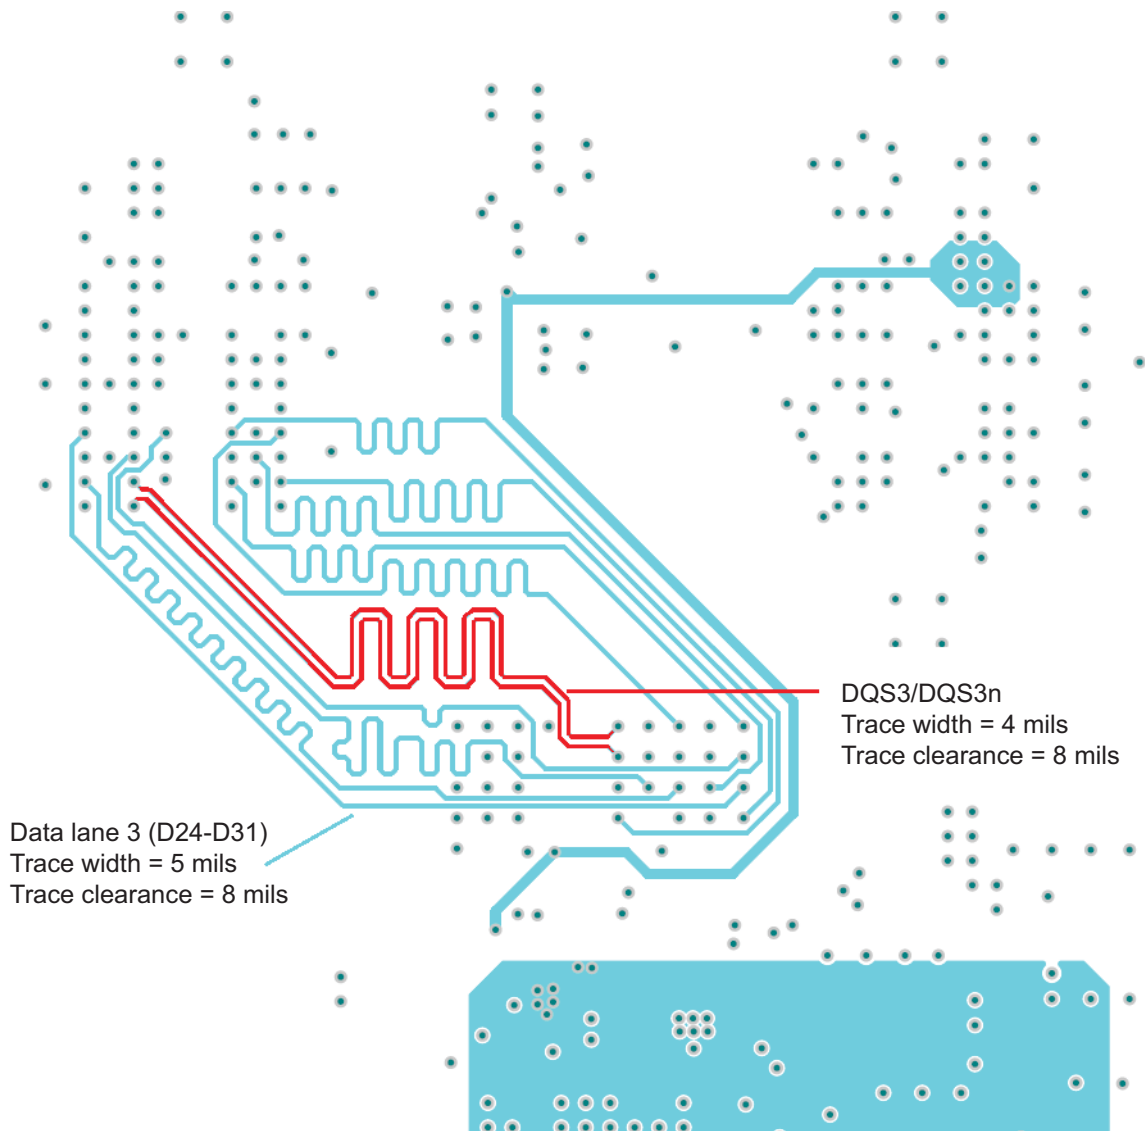 DQS3/DQS3n
Trace width = 4 mils
Trace clearance = 8 mils
Data lane 3 (D24-D31)
Trace width = 5 mils
Trace clearance = 8 mils